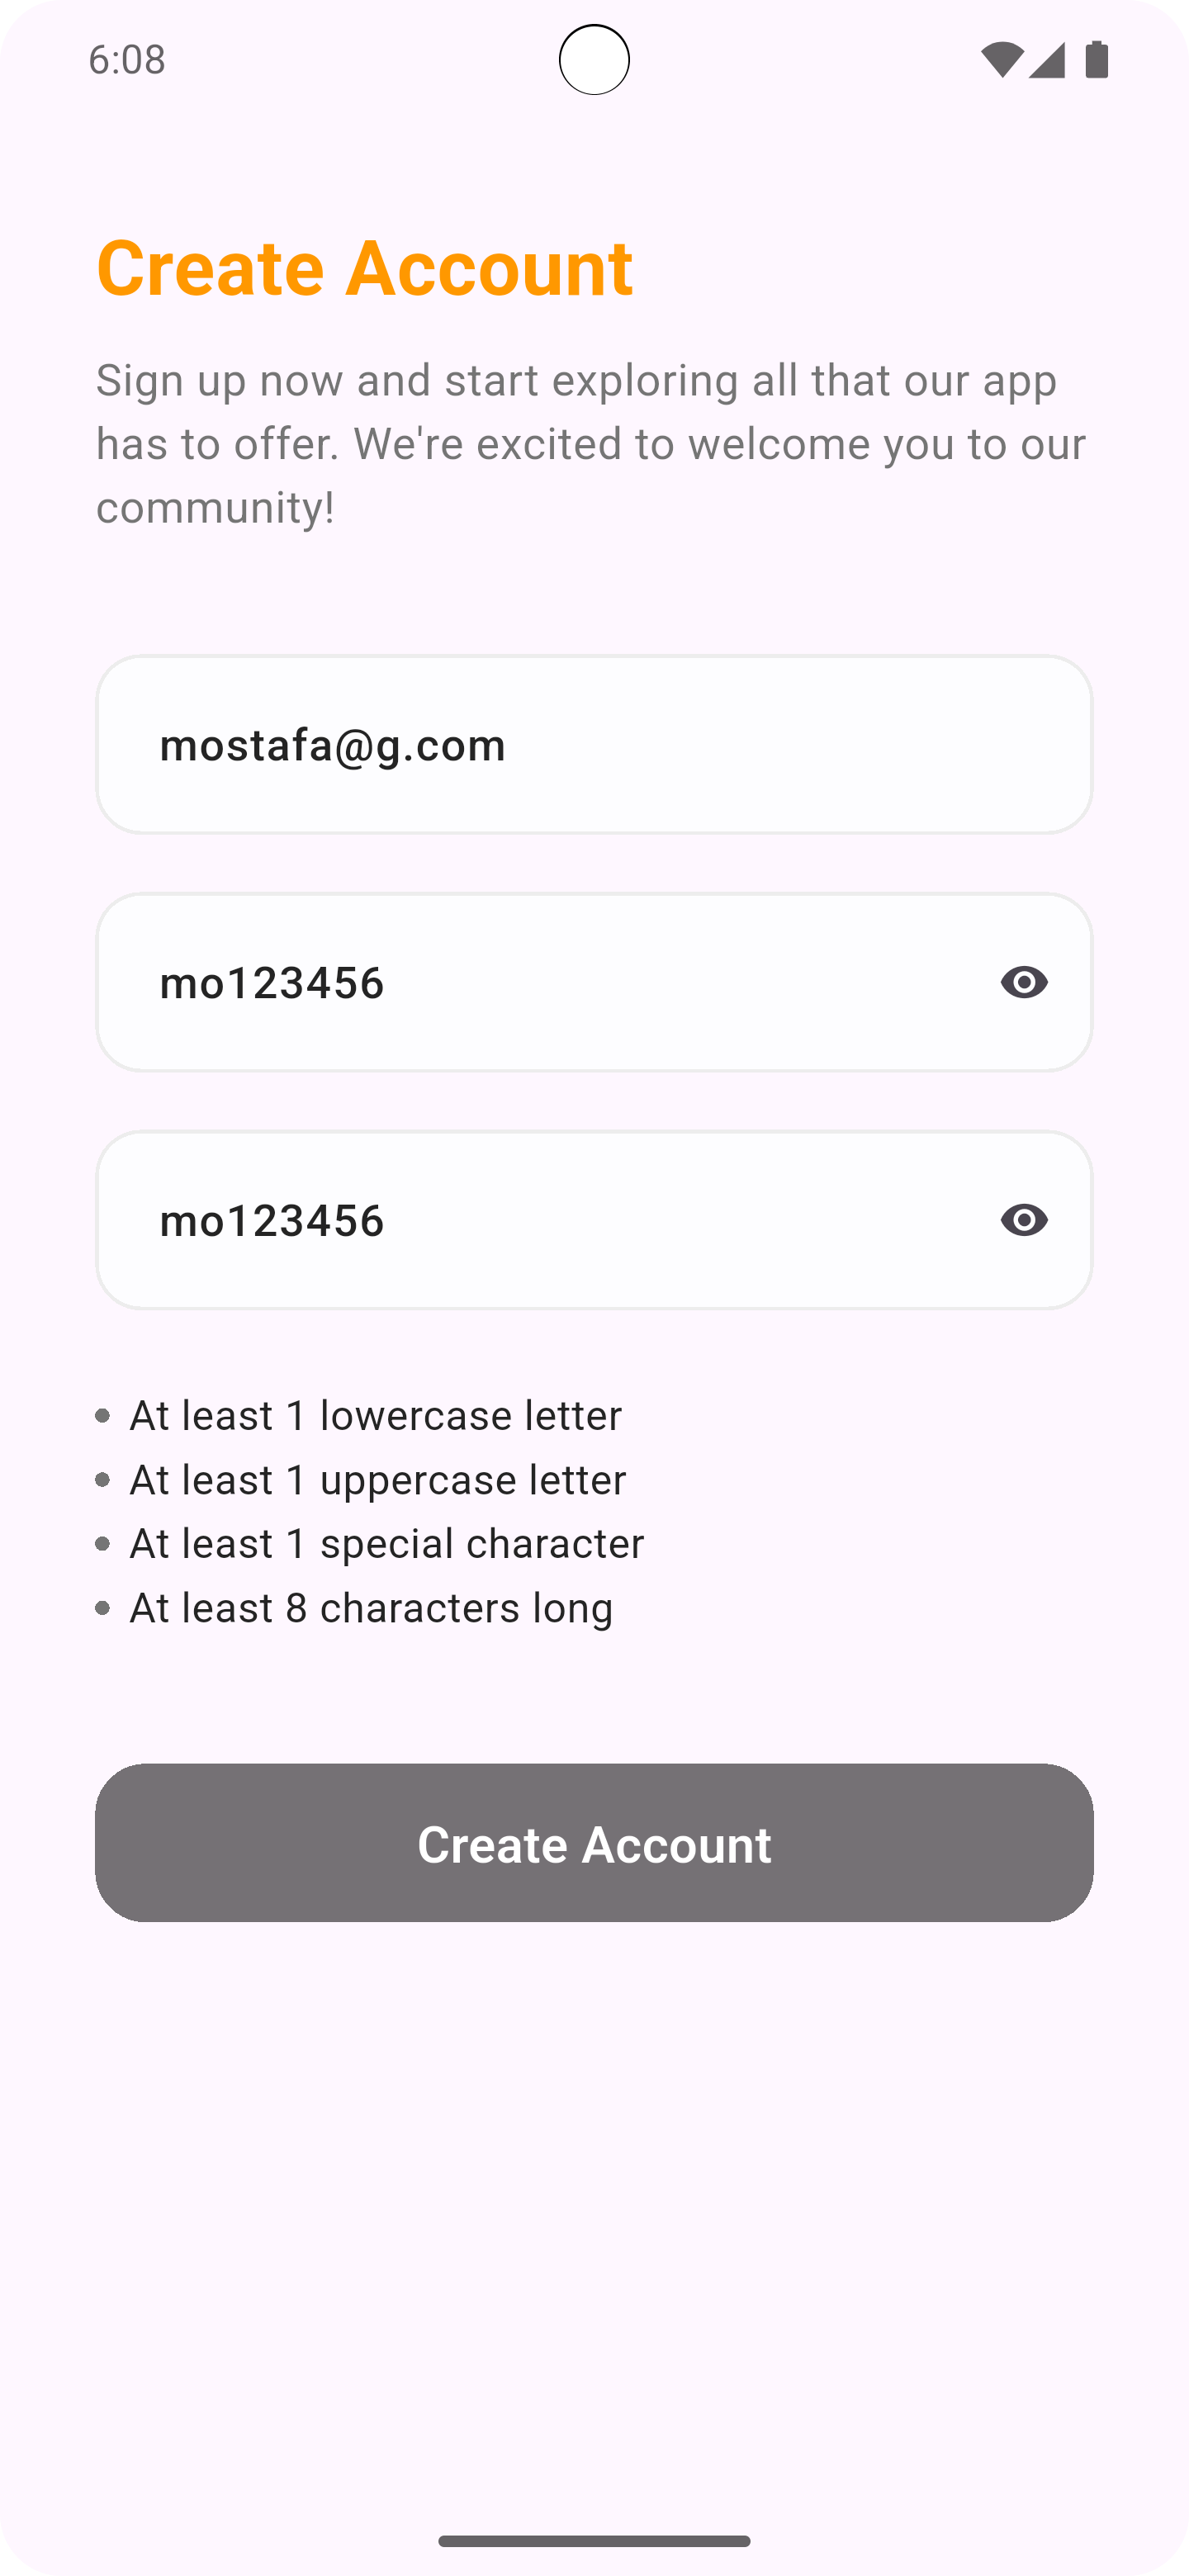 6:08
Create Account
Sign up now and start exploring all that our app
has to offer. We're excited to welcome you to our
community!
mostafa@g.com
mo123456
mo123456
At least 1 lowercase letter
At least 1 uppercase letter
At least 1 special character
At least 8 characters long
Create Account